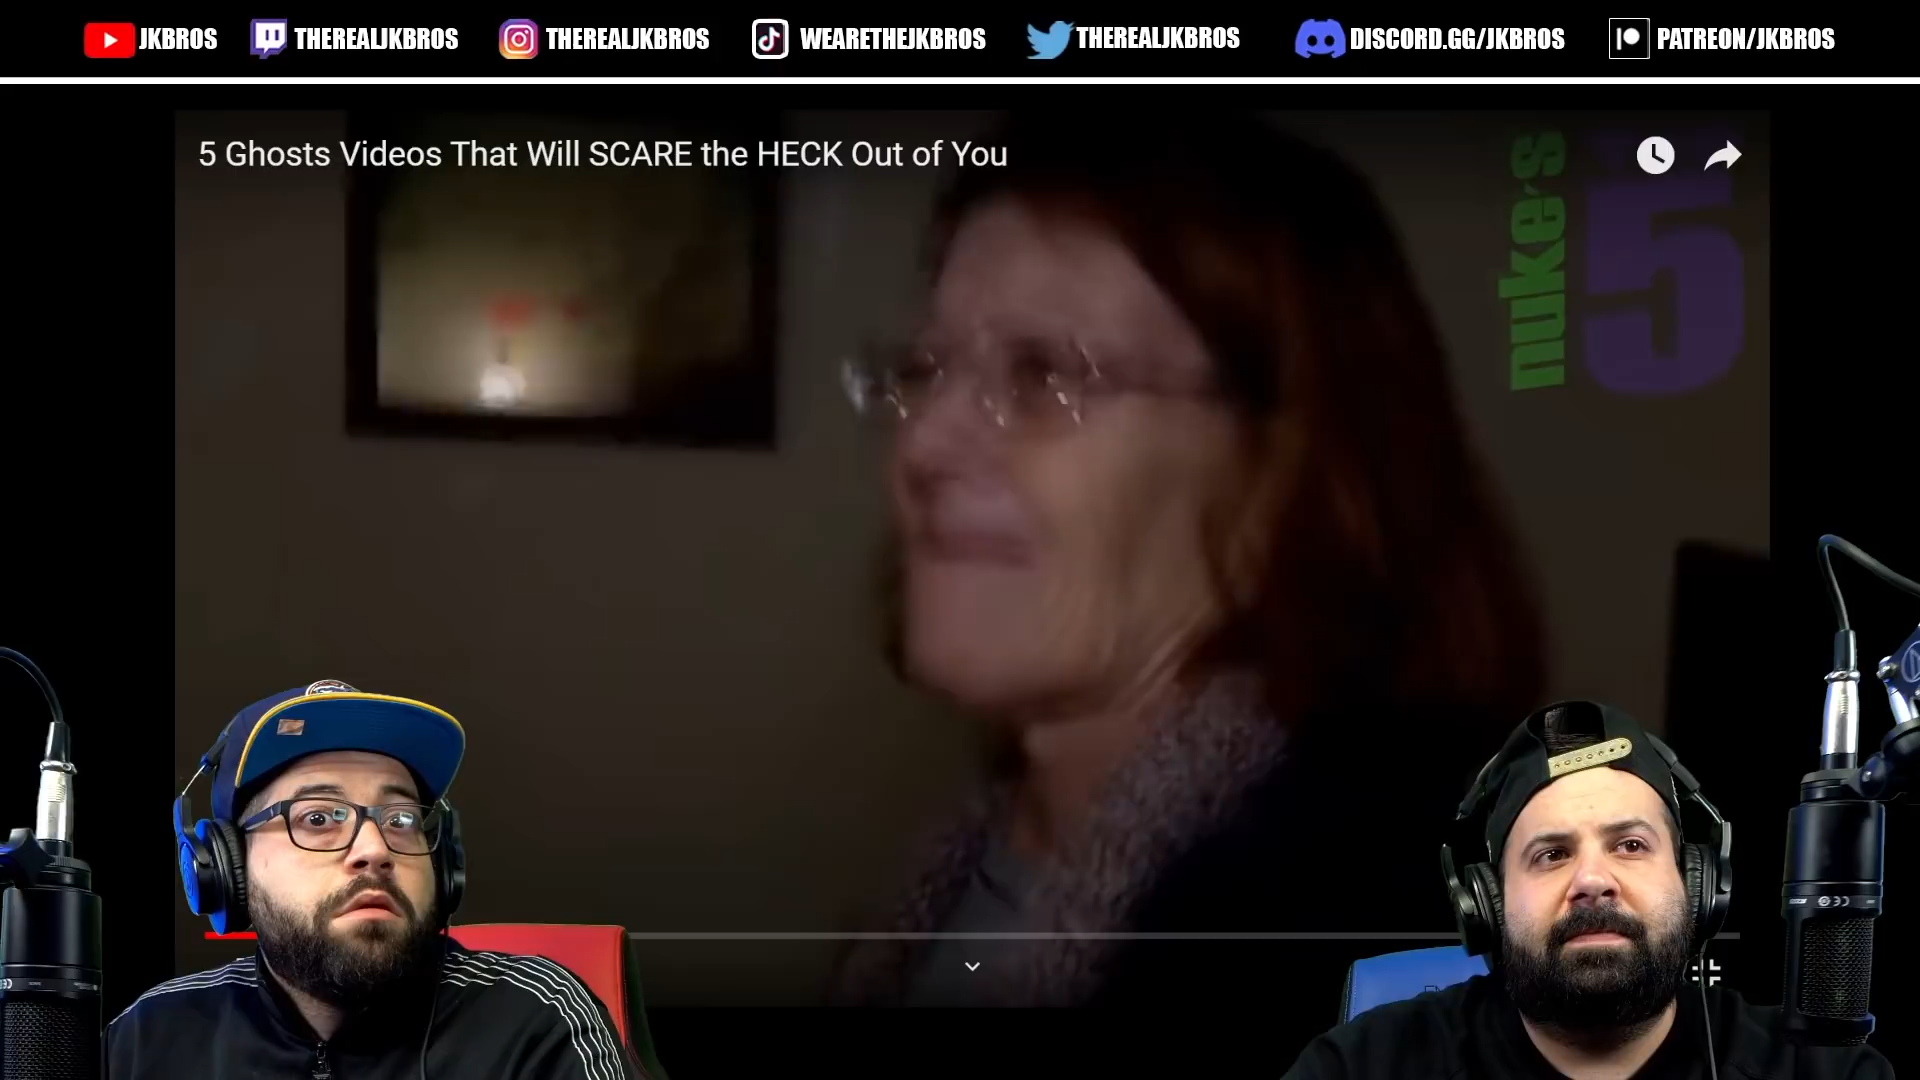 JKBROS THEREALJKBROS THEREALJKBROS WEARETHEJKBROS THEREALJKBROS DISCORD.GG/JKBROS PATREON/JKBROS
5 Ghosts Videos That Will SCARE the HECK Out of You
nuke's
5